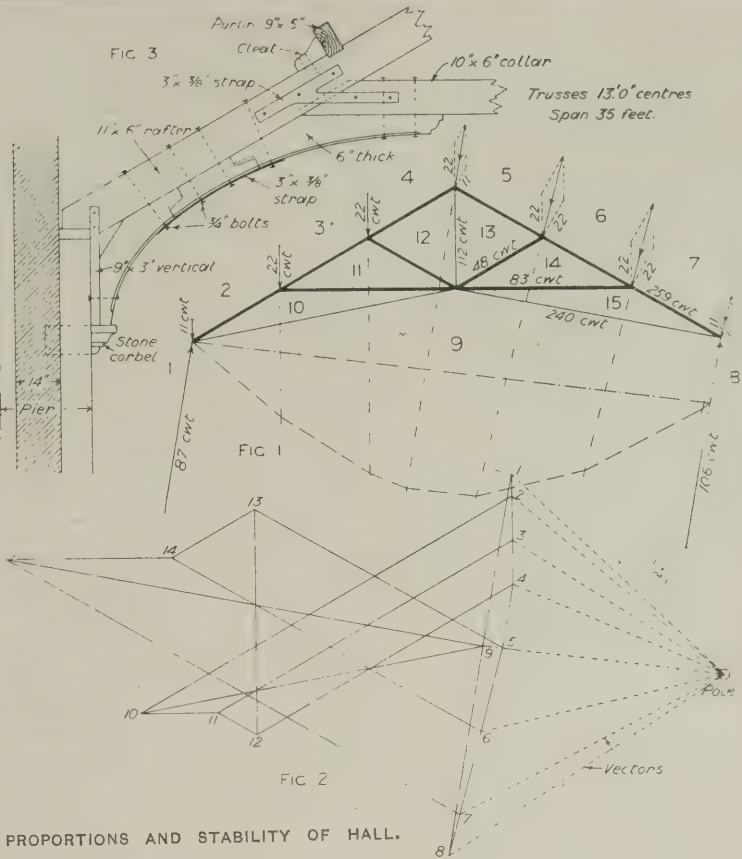 FIG 3
Purlin 9"x 5"
Cleat
3"x 3/8" strap
10"x 6" collar
Trusses 13'.0" centres
Span 35 feet.
11"x 6" rafter
6" thick
3"x 3/8"
strap
3/4" bolts
9"x 3" vertical
Stone
corbel
14"
Pier
22
cwt
22
cwt
11 cwt
22
22
22
22
22
11
1
2
3
4
5
6
7
8
9
10
11
12
13
14
15
112 cwt
48 cwt
83 cwt
259 cwt
240 cwt
87 cwt
106 cwt
FIG 1
1
2
3
4
5
6
7
8
9
10
11
12
13
14
Pole
Vectors
FIG 2
PROPORTIONS AND STABILITY OF HALL.